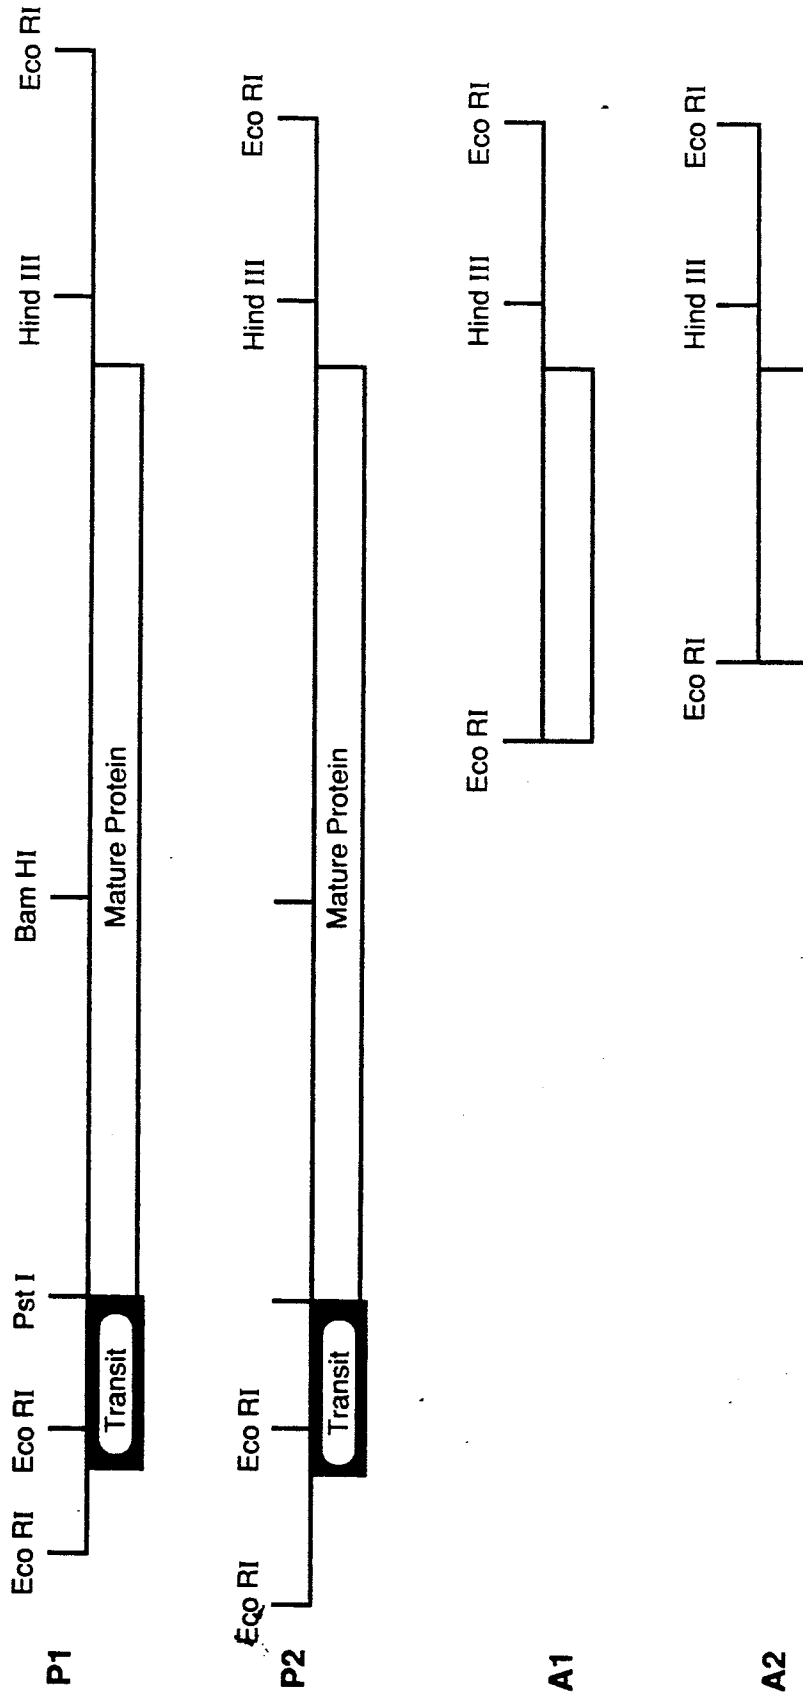 P1
Eco RI
Eco RI
Pst I
Bam HI
Hind III
Eco RI
Transit
Mature Protein
P2
Eco RI
Eco RI
Hind III
Eco RI
Transit
Mature Protein
A1
Eco RI
Hind III
Eco RI
A2
Eco RI
Hind III
Eco RI